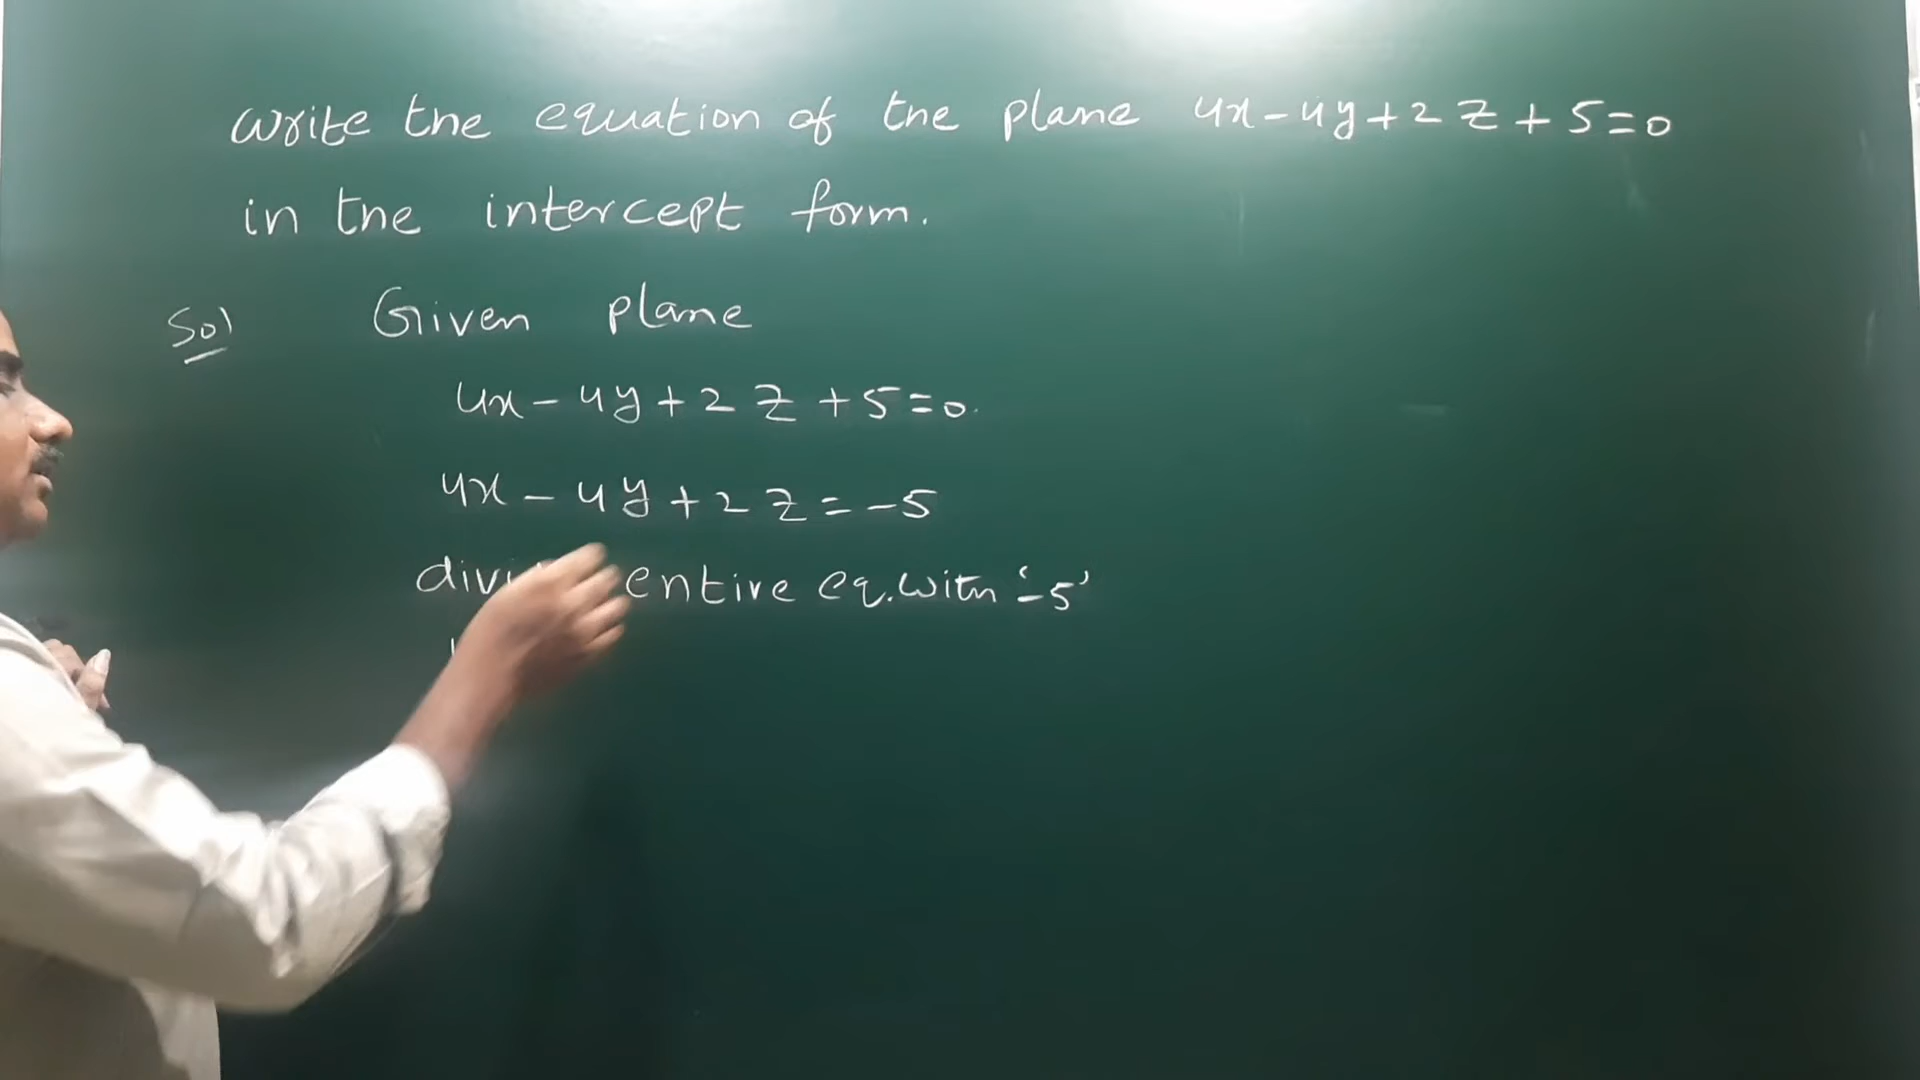 write the equation of the plane 4x-4y+2z+5=0
in the intercept form.
Sol Given plane
4x-4y+2z+5=0.
4x-4y+2z=-5
entire eq.with '-5'